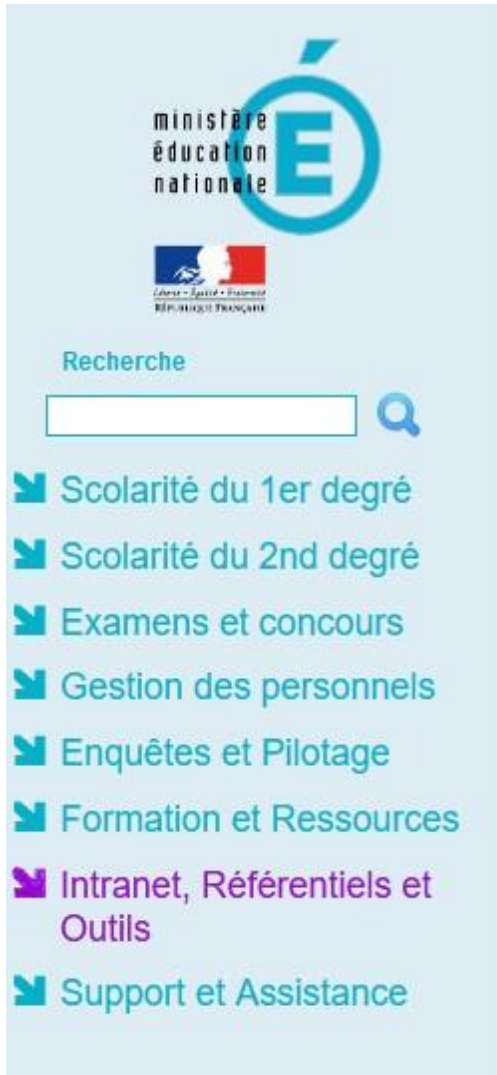 ministère
éducation
nationale
É
Liberté • Égalité • Fraternité
RÉPUBLIQUE FRANÇAISE
Recherche
Scolarité du 1er degré
Scolarité du 2nd degré
Examens et concours
Gestion des personnels
Enquêtes et Pilotage
Formation et Ressources
Intranet, Référentiels et
Outils
Support et Assistance